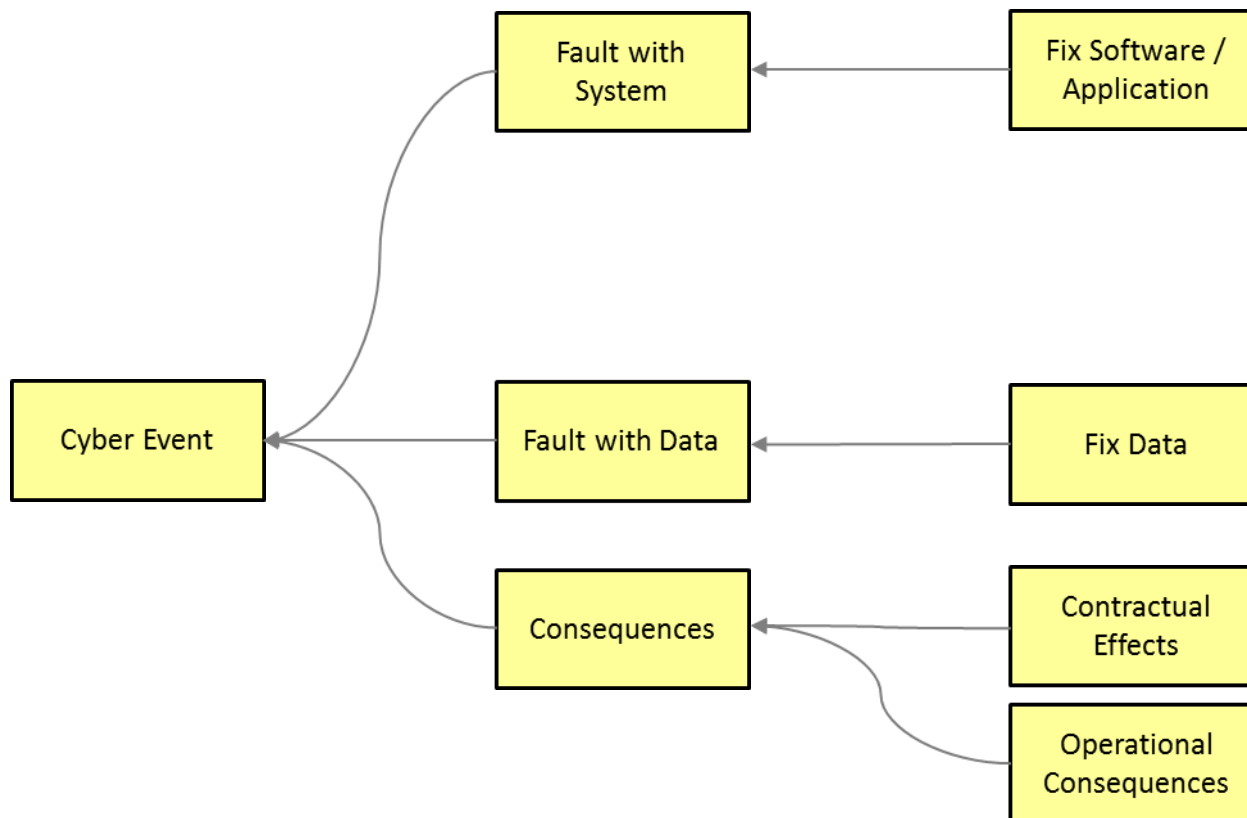 Fault with
System
Fix Software /
Application
Cyber Event
Fault with Data
Fix Data
Consequences
Contractual
Effects
Operational
Consequences